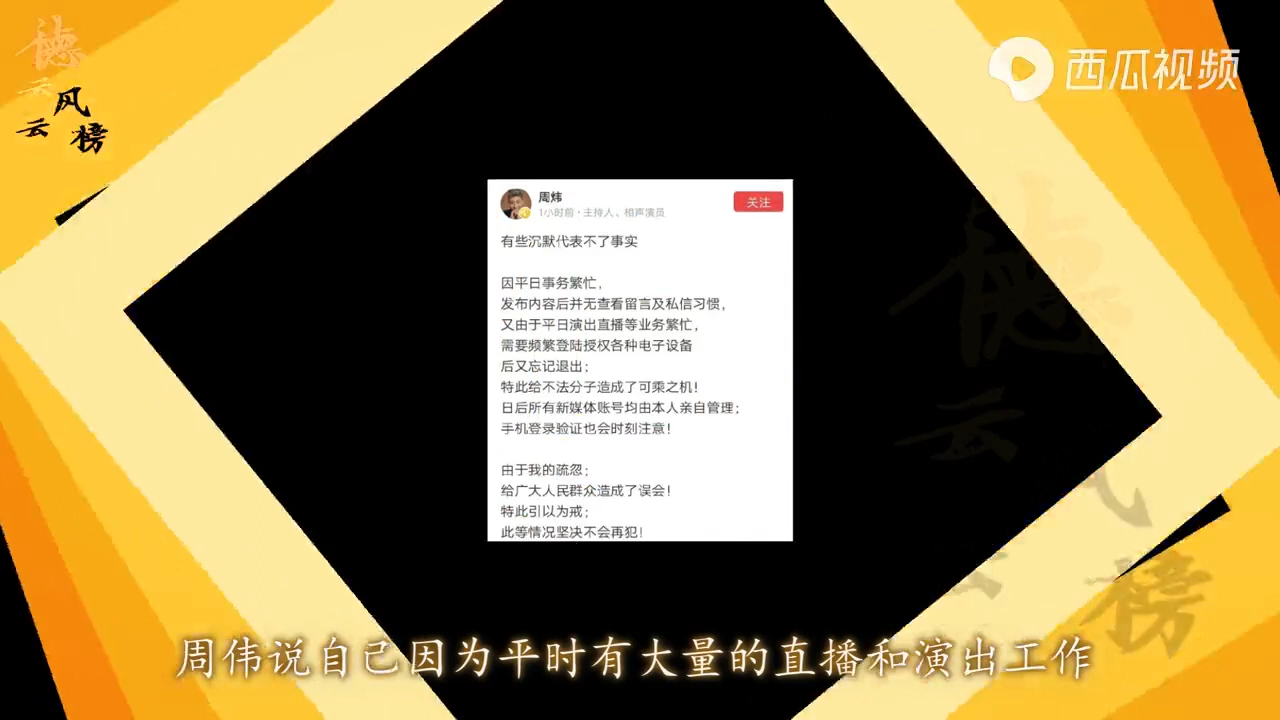 德
云
风
云
榜
西瓜视频
周炜
1小时前·主持人、相声演员
关注
有些沉默代表不了事实
因平日事务繁忙，
发布内容后并无查看留言及私信习惯，
又由于平日演出直播等业务繁忙，
需要频繁登陆授权各种电子设备
后又忘记退出；
特此给不法分子造成了可乘之机！
日后所有新媒体账号均由本人亲自管理；
手机登录验证也会时刻注意！
由于我的疏忽；
给广大人民群众造成了误会！
特此引以为戒；
此等情况坚决不会再犯！
德
云
风
云
榜
周伟说自己因为平时有大量的直播和演出工作